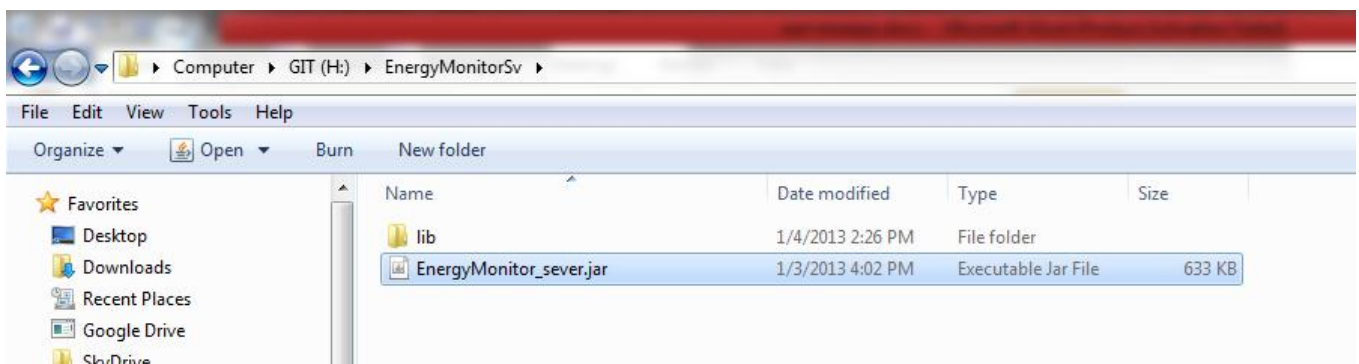 Computer GIT (H:) EnergyMonitorSv
File Edit View Tools Help
Organize Open Burn New folder
Name Date modified Type Size
Favorites
Desktop
Downloads
Recent Places
Google Drive
SkyDrive
lib 1/4/2013 2:26 PM File folder
EnergyMonitor_sever.jar 1/3/2013 4:02 PM Executable Jar File 633 KB